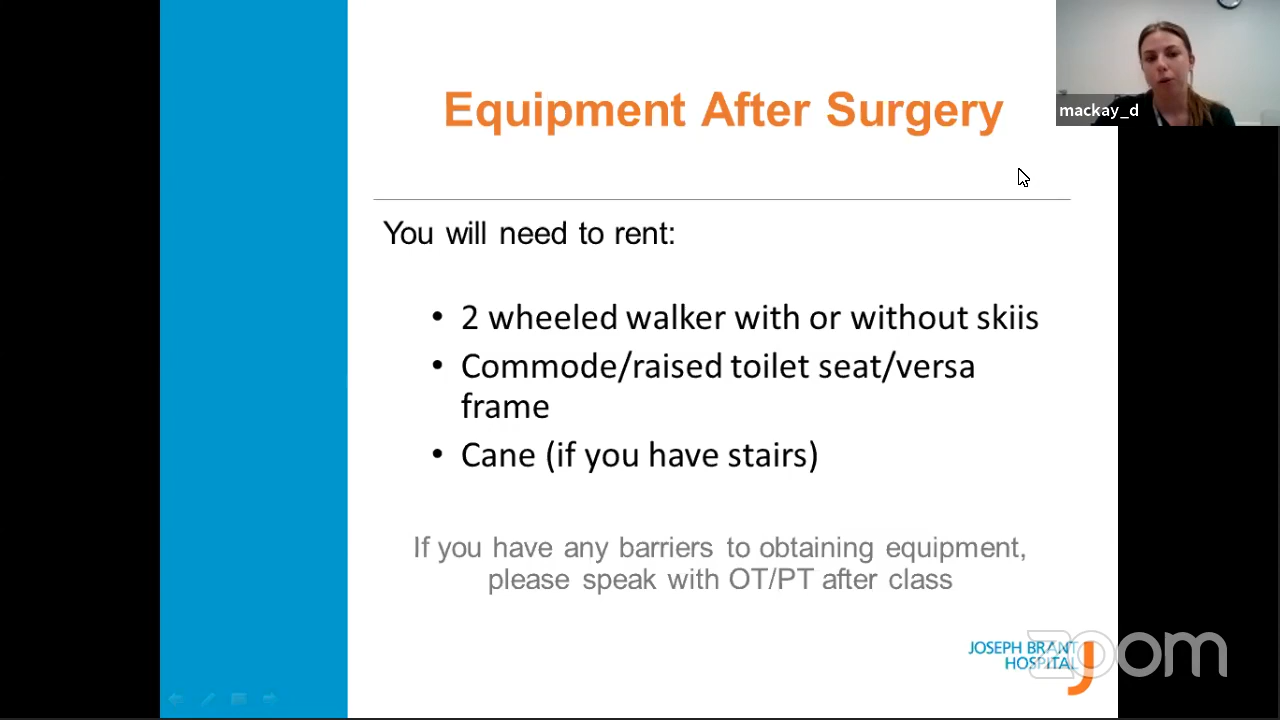 Equipment After Surgery
mackay_d
You will need to rent:
• 2 wheeled walker with or without skiis
• Commode/raised toilet seat/versa
frame
• Cane (if you have stairs)
If you have any barriers to obtaining equipment,
please speak with OT/PT after class
JOSEPH BRANT
HOSPITAL
zoom